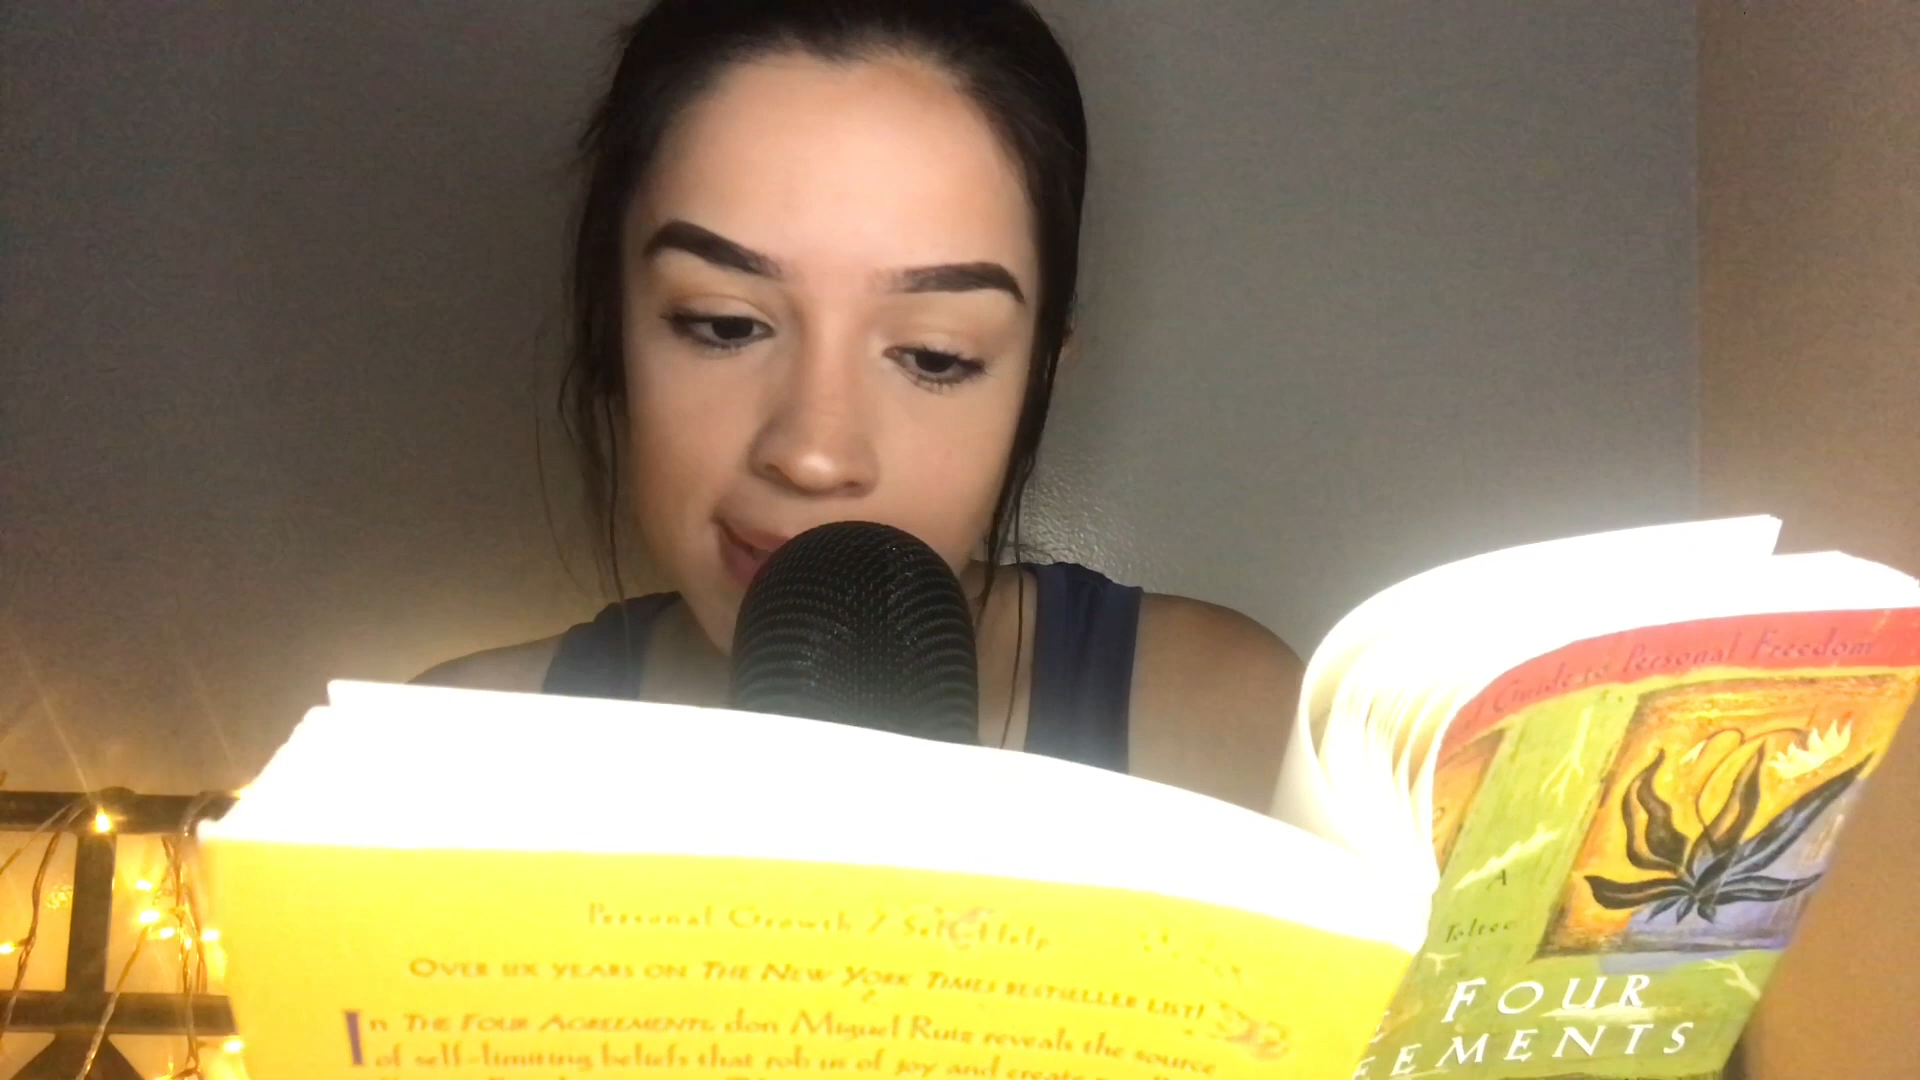 Personal Growth / Self-Help
OVER SIX YEARS ON THE NEW YORK TIMES BESTSELLER LIST!
In THE FOUR AGREEMENTS, don Miguel Ruiz reveals the source
of self-limiting beliefs that rob us of joy and create
Guide to Personal Freedom
A
Toltec
FOUR
EEMENTS